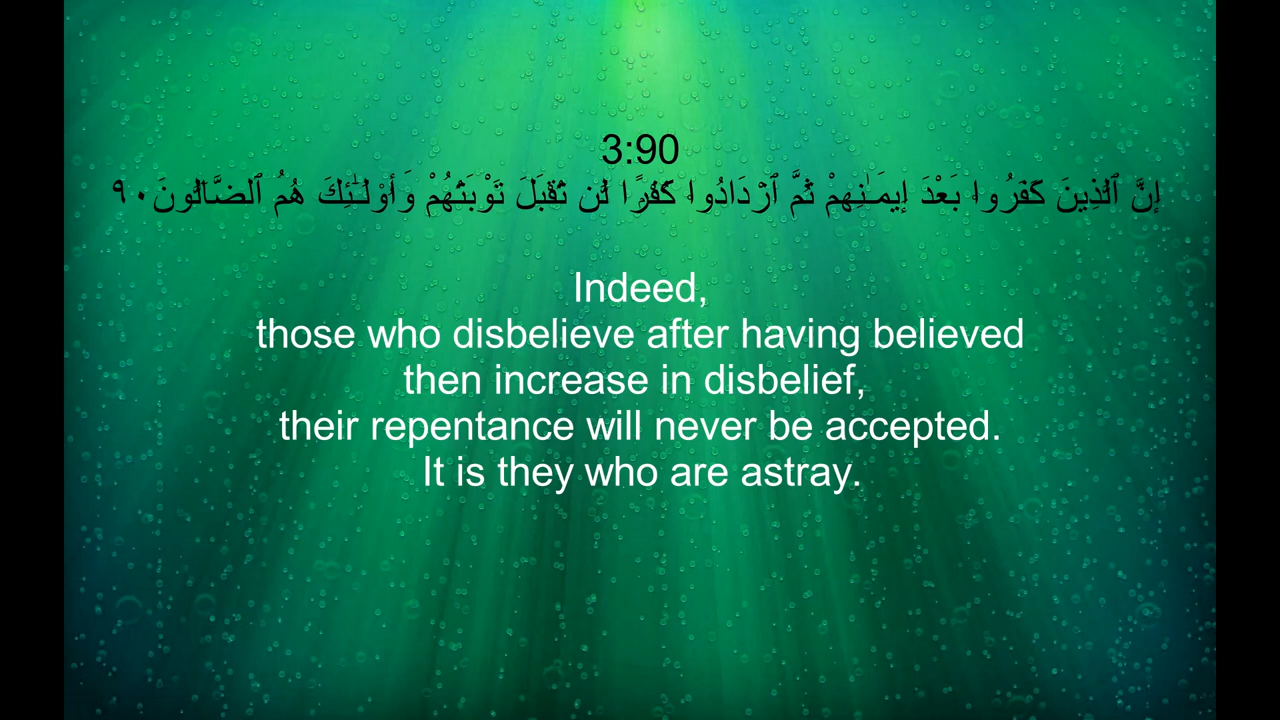 3:90
إِنَّ ٱلَّذِينَ كَفَرُوا۟ بَعْدَ إِيمَـٰنِهِمْ ثُمَّ ٱزْدَادُوا۟ كُفْرًا لَّن تُقْبَلَ تَوْبَتُهُمْ وَأُو۟لَـٰٓئِكَ هُمُ ٱلضَّآلُّونَ ٩٠
Indeed,
those who disbelieve after having believed
then increase in disbelief,
their repentance will never be accepted.
It is they who are astray.